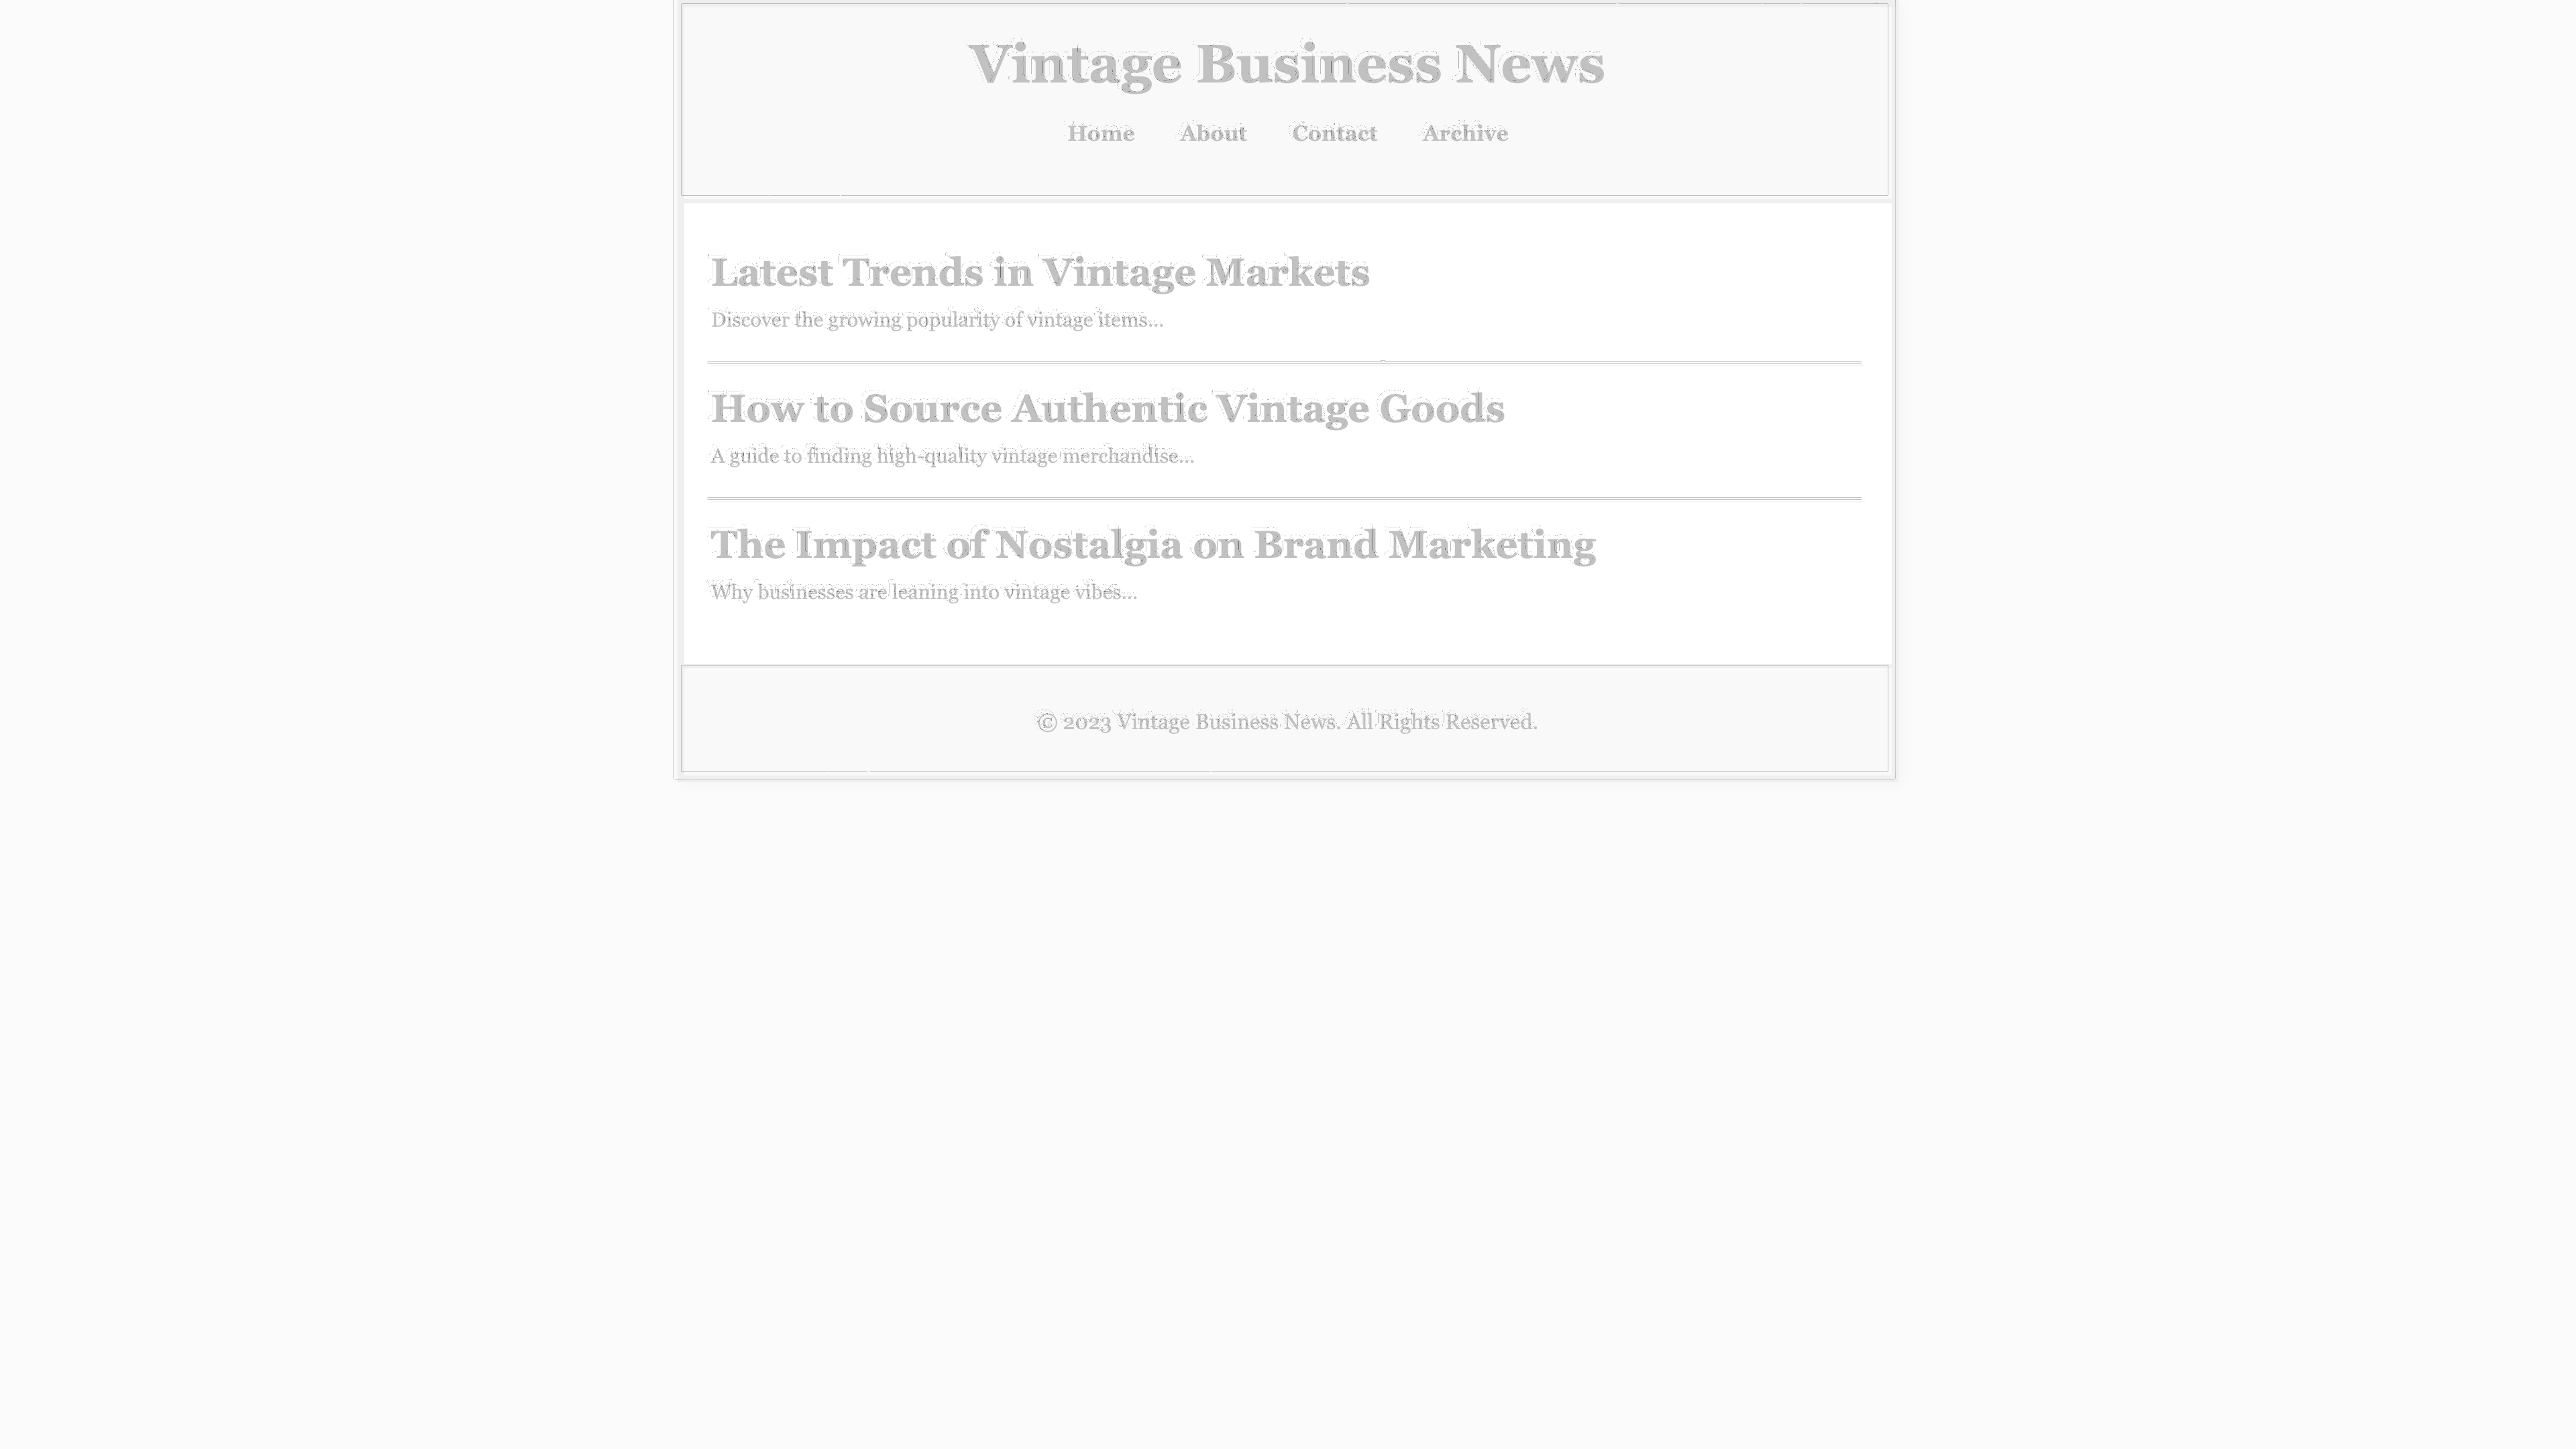 Vintage Business News
Home About Contact Archive
Latest Trends in Vintage Markets
Discover the growing popularity of vintage items...
How to Source Authentic Vintage Goods
A guide to finding high-quality vintage merchandise...
The Impact of Nostalgia on Brand Marketing
Why businesses are leaning into vintage vibes...
© 2023 Vintage Business News. All Rights Reserved.